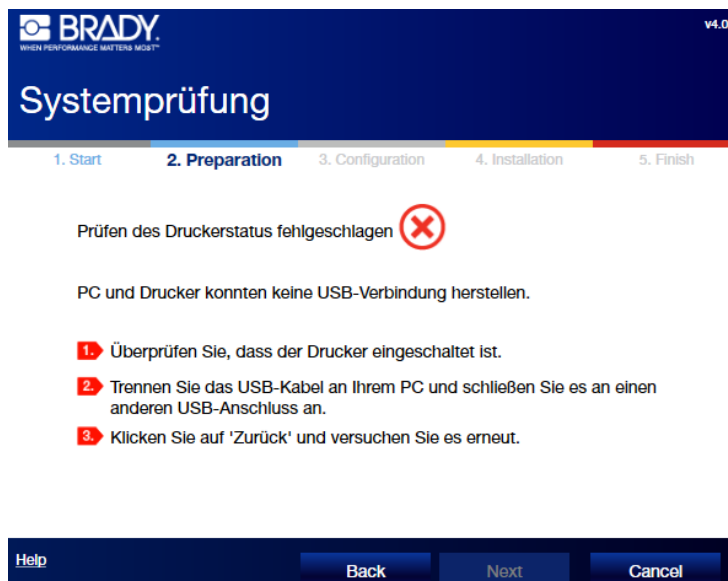 BRADY.
WHEN PERFORMANCE MATTERS MOST™
v4.0
Systemprüfung
1. Start 2. Preparation 3. Configuration 4. Installation 5. Finish
Prüfen des Druckerstatus fehlgeschlagen
PC und Drucker konnten keine USB-Verbindung herstellen.
1. Überprüfen Sie, dass der Drucker eingeschaltet ist.
2. Trennen Sie das USB-Kabel an Ihrem PC und schließen Sie es an einen
anderen USB-Anschluss an.
3. Klicken Sie auf 'Zurück' und versuchen Sie es erneut.
Help Back Next Cancel